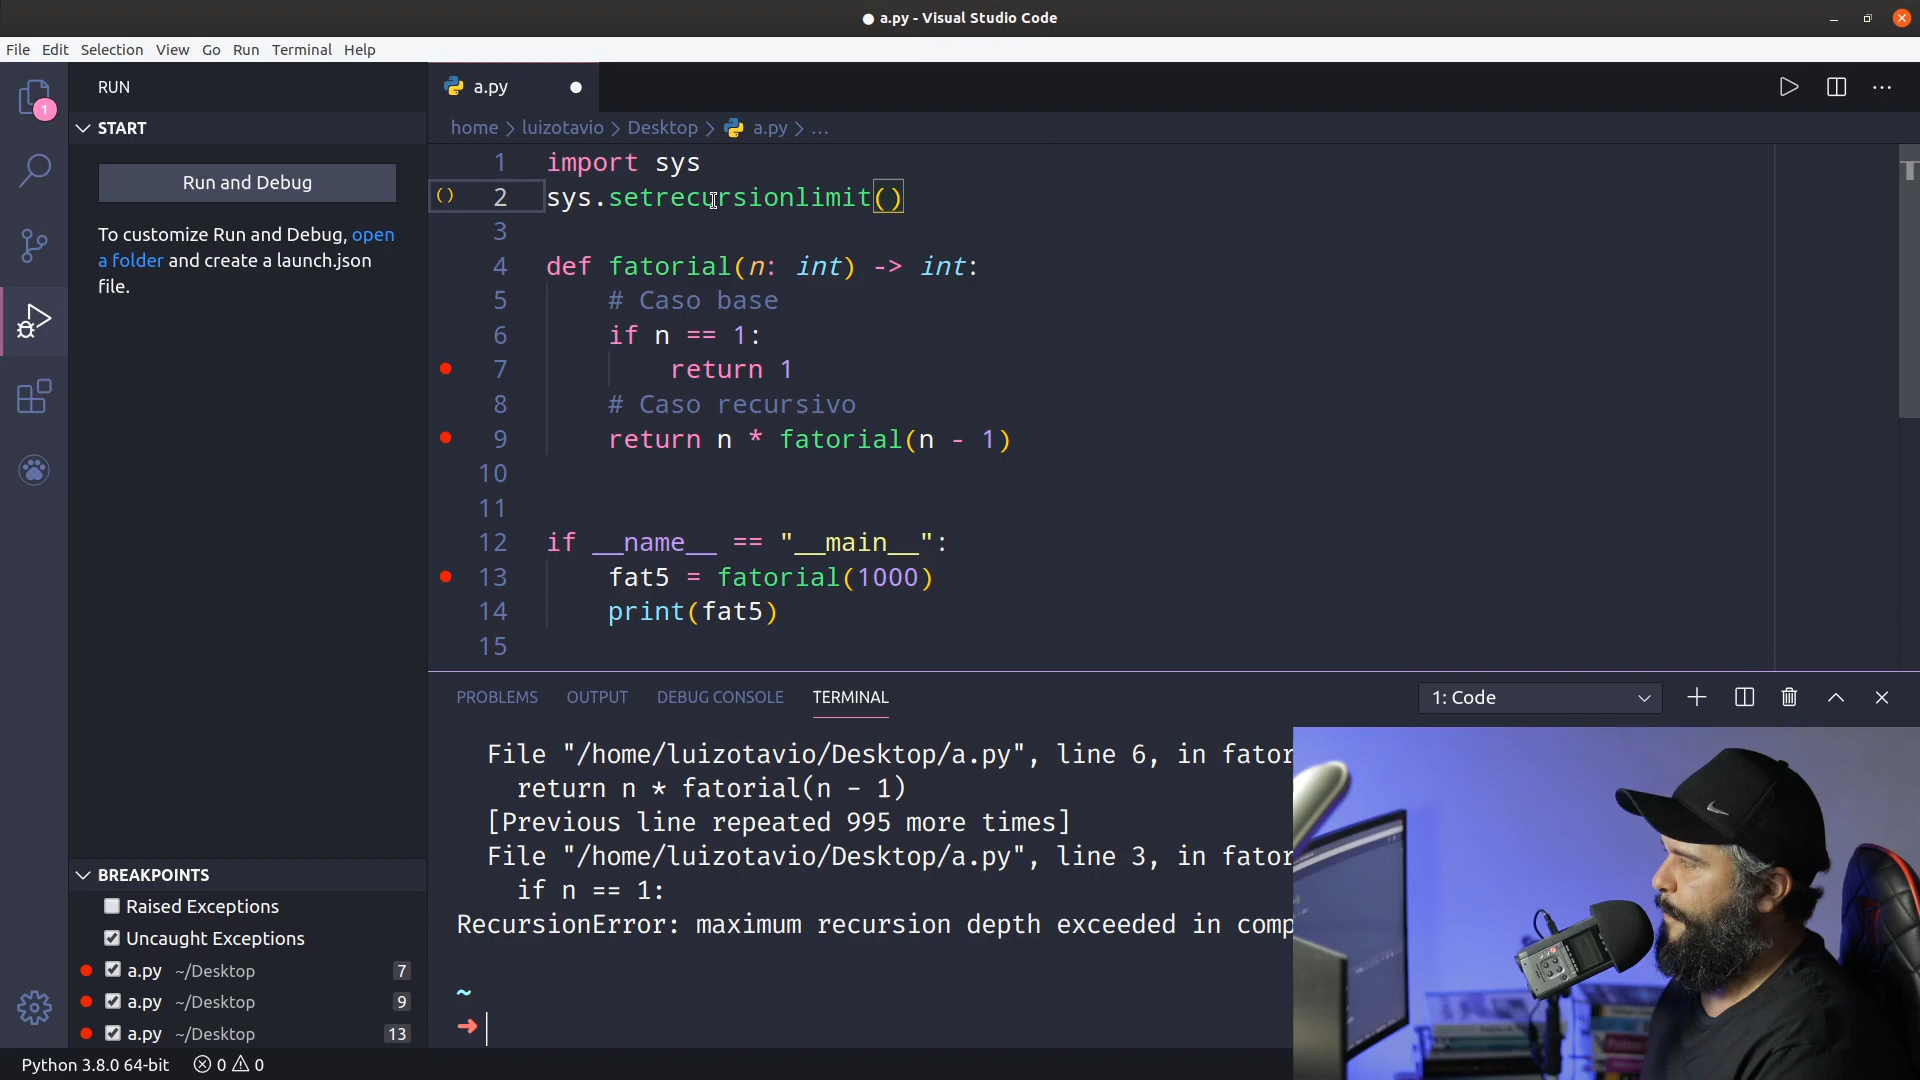 a.py - Visual Studio Code
File Edit Selection View Go Run Terminal Help
RUN
START
Run and Debug
To customize Run and Debug, open
a folder and create a launch.json
file.
BREAKPOINTS
Raised Exceptions
Uncaught Exceptions
a.py ~/Desktop 7
a.py ~/Desktop 9
a.py ~/Desktop 13
1
a.py
home > luizotavio > Desktop > a.py > ...
1 import sys
() 2 sys.setrecursionlimit()
3
4 def fatorial(n: int) -> int:
5 # Caso base
6 if n == 1:
7 return 1
8 # Caso recursivo
9 return n * fatorial(n - 1)
10
11
12 if __name__ == "__main__":
13 fat5 = fatorial(1000)
14 print(fat5)
15
PROBLEMS OUTPUT DEBUG CONSOLE TERMINAL 1: Code
File "/home/luizotavio/Desktop/a.py", line 6, in fator
return n * fatorial(n - 1)
[Previous line repeated 995 more times]
File "/home/luizotavio/Desktop/a.py", line 3, in fator
if n == 1:
RecursionError: maximum recursion depth exceeded in comp
~
➜
Python 3.8.0 64-bit 0 0